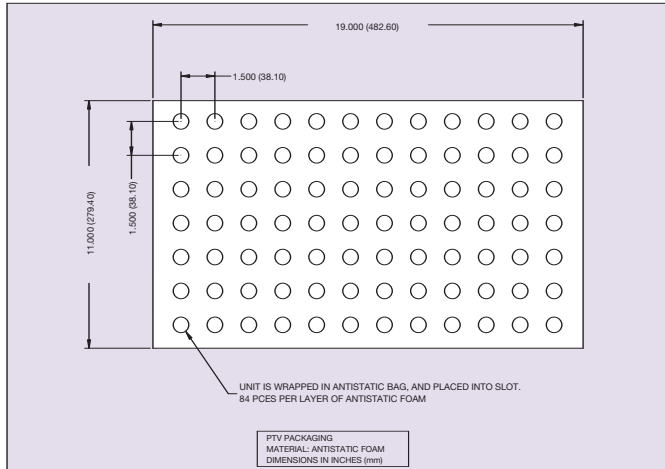 19.000 (482.60)
1.500 (38.10)
11.000 (279.40)
1.500 (38.10)
UNIT IS WRAPPED IN ANTISTATIC BAG, AND PLACED INTO SLOT.
84 PCES PER LAYER OF ANTISTATIC FOAM
PTV PACKAGING
MATERIAL: ANTISTATIC FOAM
DIMENSIONS IN INCHES (mm)